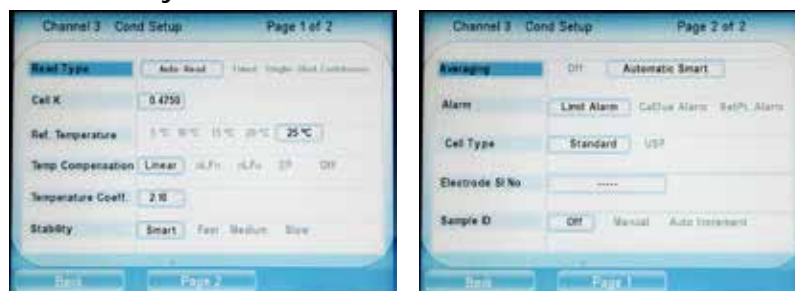 Channel 3 Cond Setup Page 1 of 2
Read Type Auto Read Timed Single Shot Continuous
Cell K 0.4750
Ref. Temperature 5 °C 10 °C 15 °C 20 °C 25 °C
Temp Compensation Linear nLFn nLFu EP Off
Temperature Coeff. 2.10
Stability Smart Fast Medium Slow
Back Page 2
Channel 3 Cond Setup Page 2 of 2
Averaging Off Automatic Smart
Alarm Limit Alarm CalDue Alarm SetPt. Alarm
Cell Type Standard USP
Electrode Sl No -----
Sample ID Off Manual Auto Increment
Back Page 1